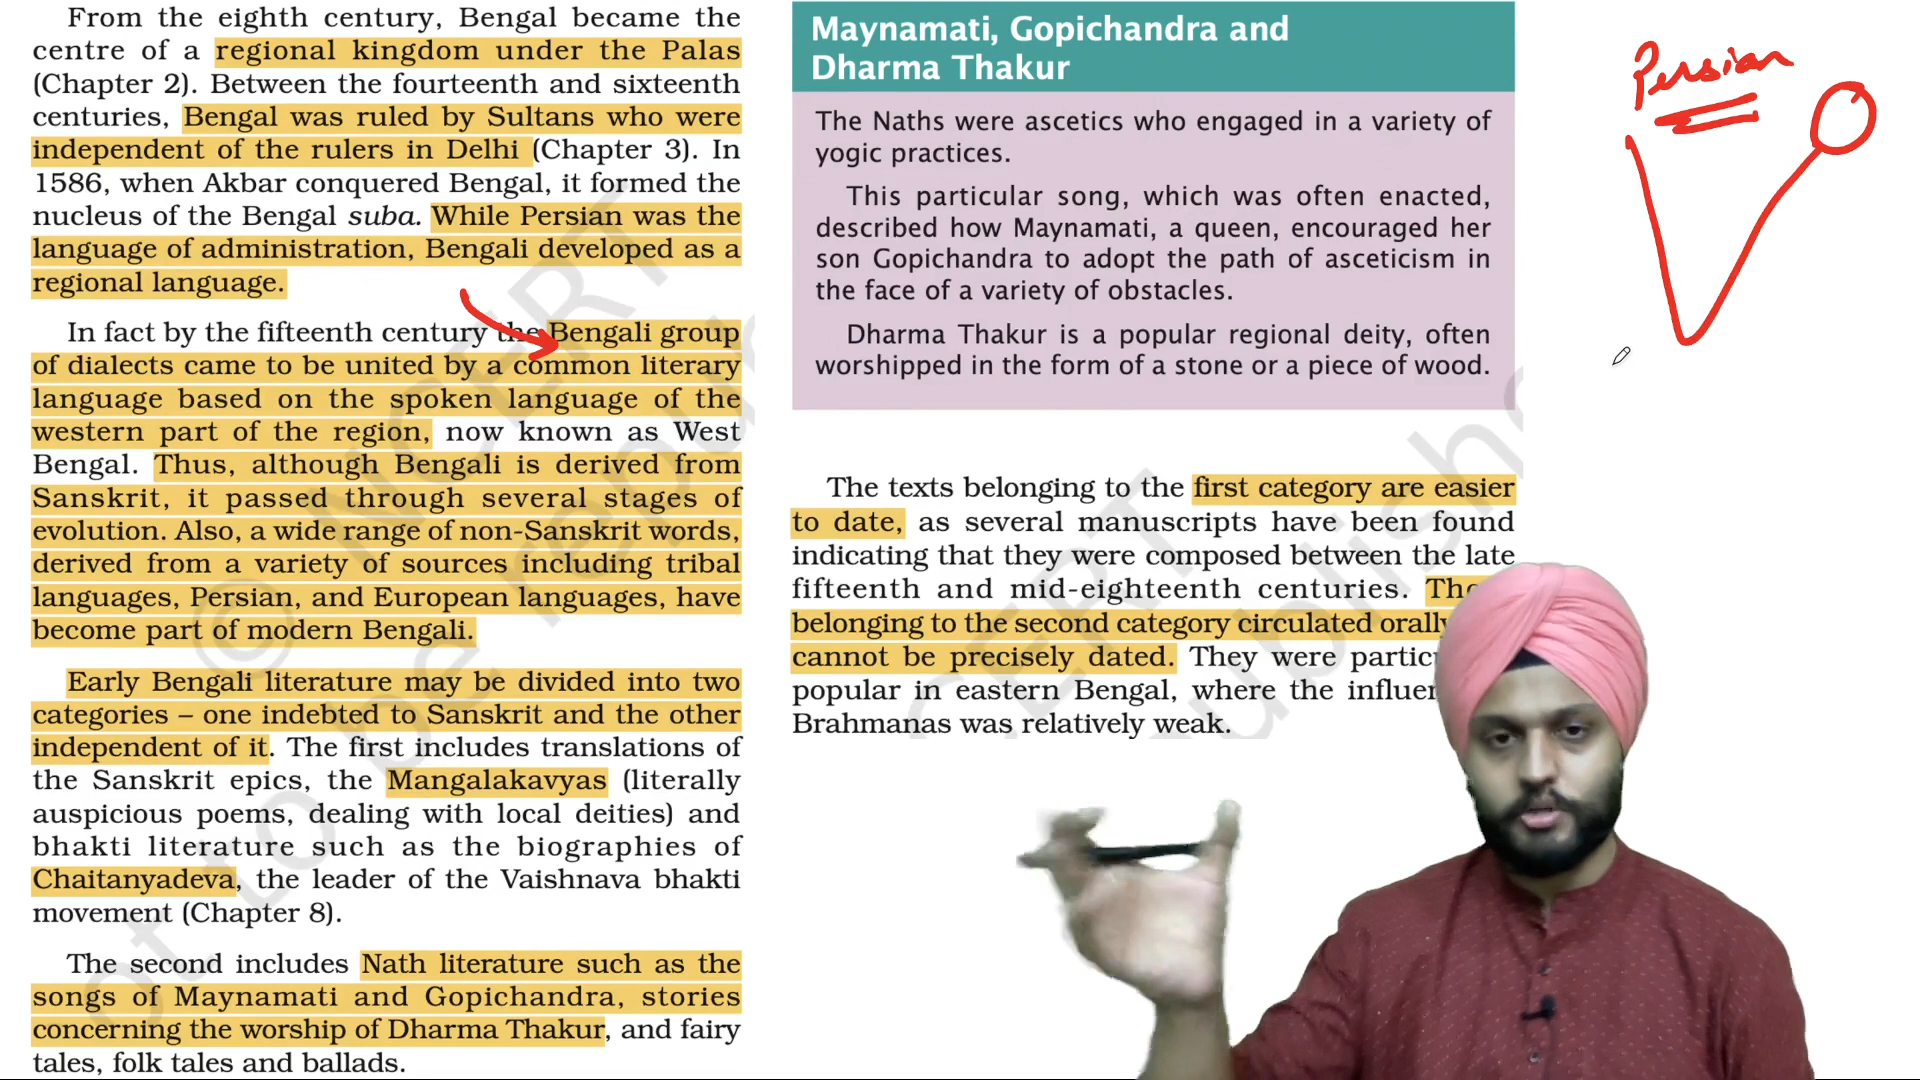 From the eighth century, Bengal became the
centre of a regional kingdom under the Palas
(Chapter 2). Between the fourteenth and sixteenth
centuries, Bengal was ruled by Sultans who were
independent of the rulers in Delhi (Chapter 3). In
1586, when Akbar conquered Bengal, it formed the
nucleus of the Bengal suba. While Persian was the
language of administration, Bengali developed as a
regional language.
In fact by the fifteenth century the Bengali group
of dialects came to be united by a common literary
language based on the spoken language of the
western part of the region, now known as West
Bengal. Thus, although Bengali is derived from
Sanskrit, it passed through several stages of
evolution. Also, a wide range of non-Sanskrit words,
derived from a variety of sources including tribal
languages, Persian, and European languages, have
become part of modern Bengali.
Early Bengali literature may be divided into two
categories – one indebted to Sanskrit and the other
independent of it. The first includes translations of
the Sanskrit epics, the Mangalakavyas (literally
auspicious poems, dealing with local deities) and
bhakti literature such as the biographies of
Chaitanyadeva, the leader of the Vaishnava bhakti
movement (Chapter 8).
The second includes Nath literature such as the
songs of Maynamati and Gopichandra, stories
concerning the worship of Dharma Thakur, and fairy
tales, folk tales and ballads.
Maynamati, Gopichandra and
Dharma Thakur
The Naths were ascetics who engaged in a variety of
yogic practices.
This particular song, which was often enacted,
described how Maynamati, a queen, encouraged her
son Gopichandra to adopt the path of asceticism in
the face of a variety of obstacles.
Dharma Thakur is a popular regional deity, often
worshipped in the form of a stone or a piece of wood.
The texts belonging to the first category are easier
to date, as several manuscripts have been found
indicating that they were composed between the late
fifteenth and mid-eighteenth centuries.
belonging to the second category circulated orally
cannot be precisely dated. They were
popular in eastern Bengal, where the
Brahmanas was relatively weak.
Persian
© NCERT